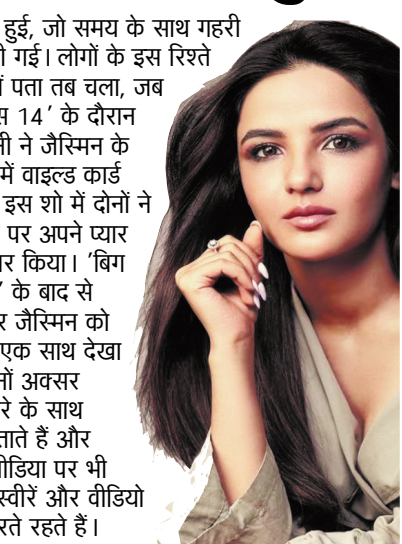 हुई, जो समय के साथ गहरी
गई। लोगों के इस रिश्ते
पता तब चला, जब
14' के दौरान
ने जैस्मिन के
में वाइल्ड कार्ड
इस शो में दोनों ने
पर अपने प्यार
किया। 'बिग
के बाद से
जैस्मिन को
एक साथ देखा
अक्सर
के साथ
हैं और
पर भी
और वीडियो
रहते हैं।